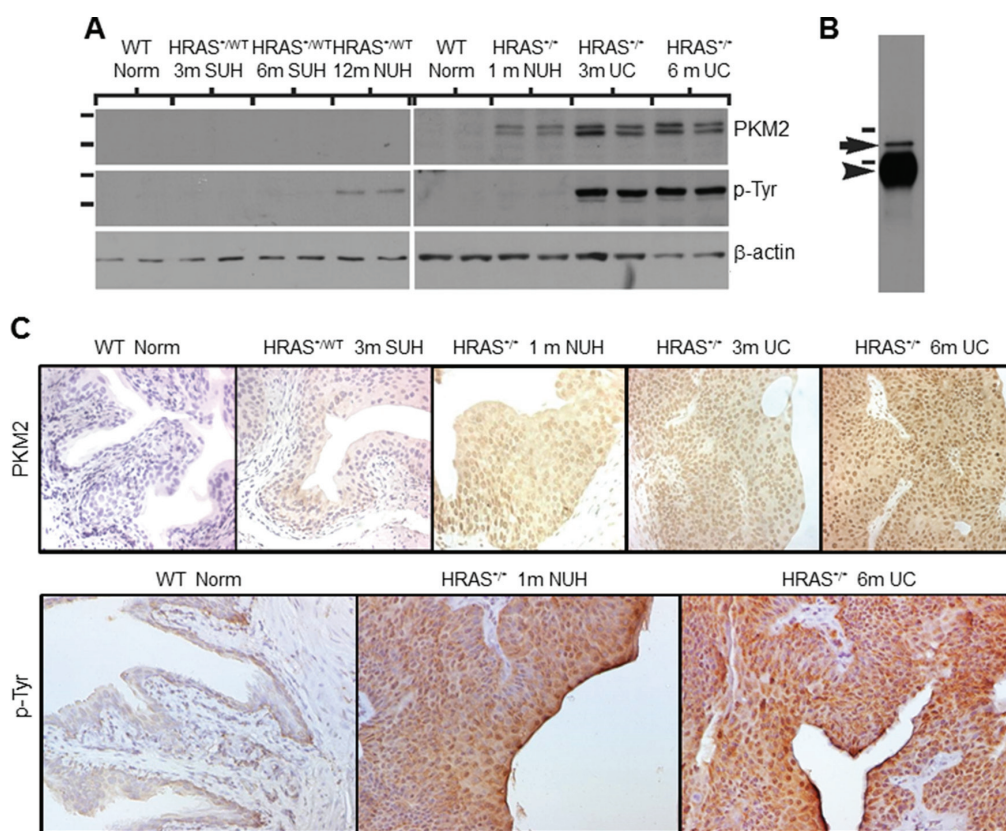 A
WT HRAS*/WT HRAS*/WT HRAS*/WT WT HRAS*/* HRAS*/* HRAS*/*
Norm 3m SUH 6m SUH 12m NUH Norm 1 m NUH 3m UC 6 m UC
PKM2
p-Tyr
β-actin
B
C
WT Norm HRAS*/WT 3m SUH HRAS*/* 1 m NUH HRAS*/* 3m UC HRAS*/* 6m UC
PKM2
WT Norm HRAS*/* 1m NUH HRAS*/* 6m UC
p-Tyr